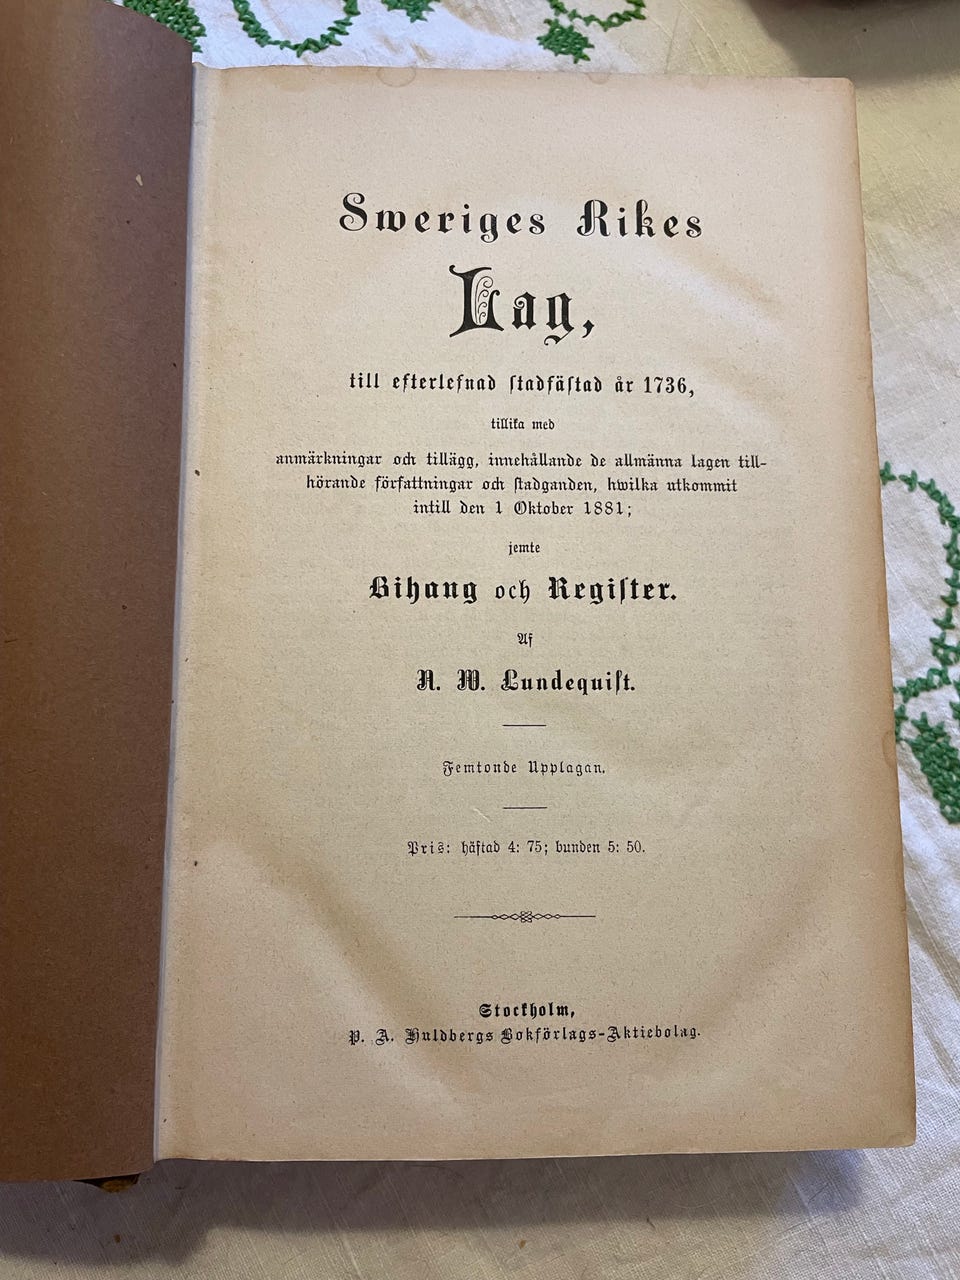 Sweriges Rikes
Lag,
till efterlefnad stadfästad år 1736,
tillika med
anmärkningar och tillägg, innehållande de allmänna lagen till-
hörande författningar och stadganden, hwilka utkommit
intill den 1 Oktober 1881;
jemte
Bihang och Register.
Af
N. W. Lundequist.
Femtonde Upplagan.
Pris: häftad 4: 75; bunden 5: 50.
Stockholm,
P. A. Huldbergs Bokförlags-Aktiebolag.